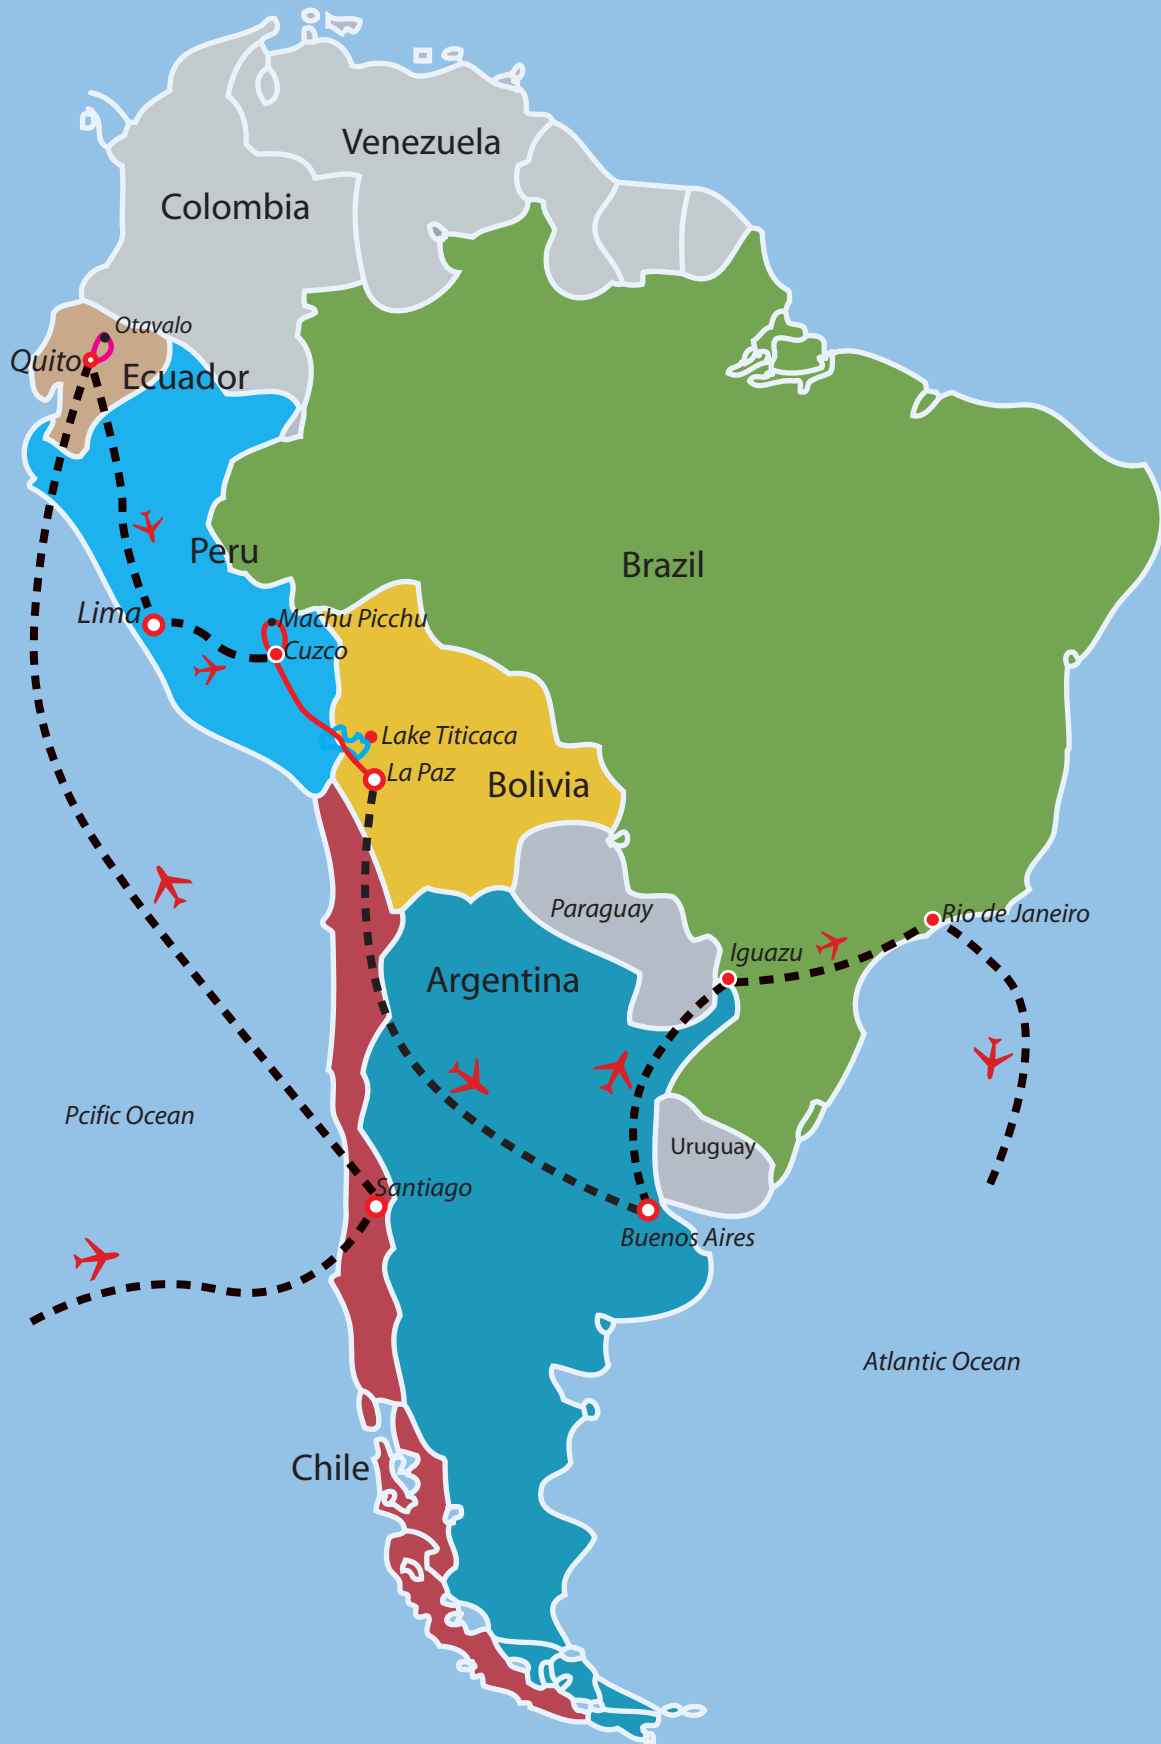 Venezuela
Colombia
Otavalo
Quito
Ecuador
Peru
Brazil
Lima
Machu Picchu
Cuzco
Lake Titicaca
La Paz
Bolivia
Paraguay
Rio de Janeiro
Iguazu
Argentina
Pcific Ocean
Uruguay
Santiago
Buenos Aires
Atlantic Ocean
Chile